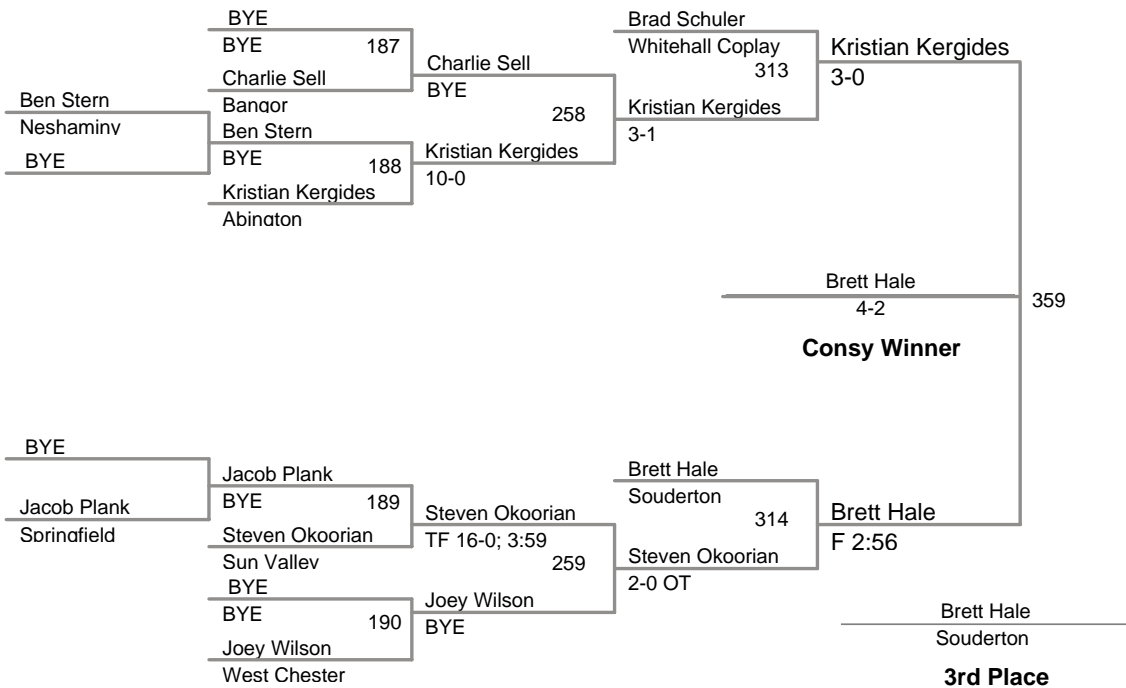 BYE
BYE
187
Charlie Sell
Bangor
Ben Stern
Neshaminy
BYE
Ben Stern
BYE
188
Kristian Kergides
Abington
Charlie Sell
BYE
258
Kristian Kergides
10-0
Brad Schuler
Whitehall Coplay
313
Kristian Kergides
3-1
Kristian Kergides
3-0
Brett Hale
4-2
359
Consy Winner
BYE
Jacob Plank
Springfield
Jacob Plank
BYE
189
Steven Okoorian
Sun Valley
BYE
BYE
190
Joey Wilson
West Chester
Steven Okoorian
TF 16-0; 3:59
259
Joey Wilson
BYE
Brett Hale
Souderton
314
Steven Okoorian
2-0 OT
Brett Hale
F 2:56
Brett Hale
Souderton
3rd Place